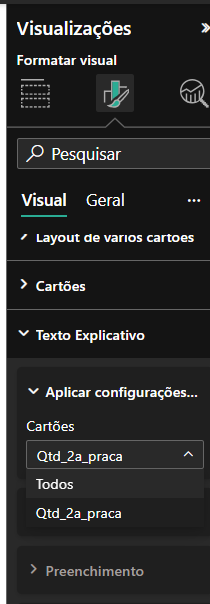 Visualizações
Formatar visual
Pesquisar
Visual Geral ...
Layout de vários cartões
Cartões
Texto Explicativo
Aplicar configurações...
Cartões
Qtd_2a_praca
Todos
Qtd_2a_praca
Preenchimento